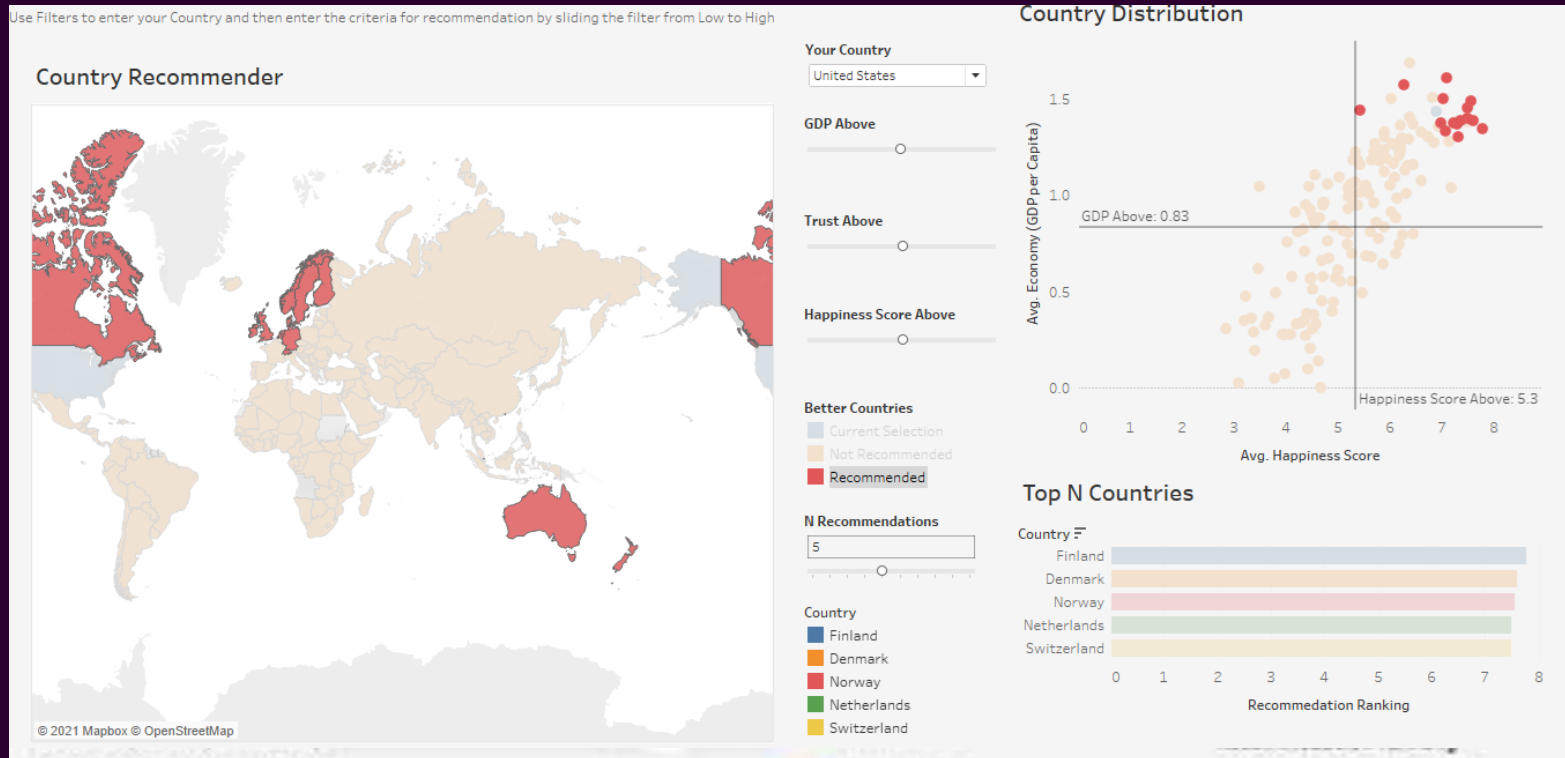 Use Filters to enter your Country and then enter the criteria for recommendation by sliding the filter from Low to High
Country Recommender
© 2021 Mapbox © OpenStreetMap
Your Country
United States
GDP Above
Trust Above
Happiness Score Above
Better Countries
Current Selection
Not Recommended
Recommended
N Recommendations
5
Country
Finland
Denmark
Norway
Netherlands
Switzerland
Country Distribution
Avg. Economy (GDP per Capita)
1.5
1.0
GDP Above: 0.83
0.5
0.0
Happiness Score Above: 5.3
0 1 2 3 4 5 6 7 8
Avg. Happiness Score
Top N Countries
Country
Finland
Denmark
Norway
Netherlands
Switzerland
0 1 2 3 4 5 6 7 8
Recommedation Ranking